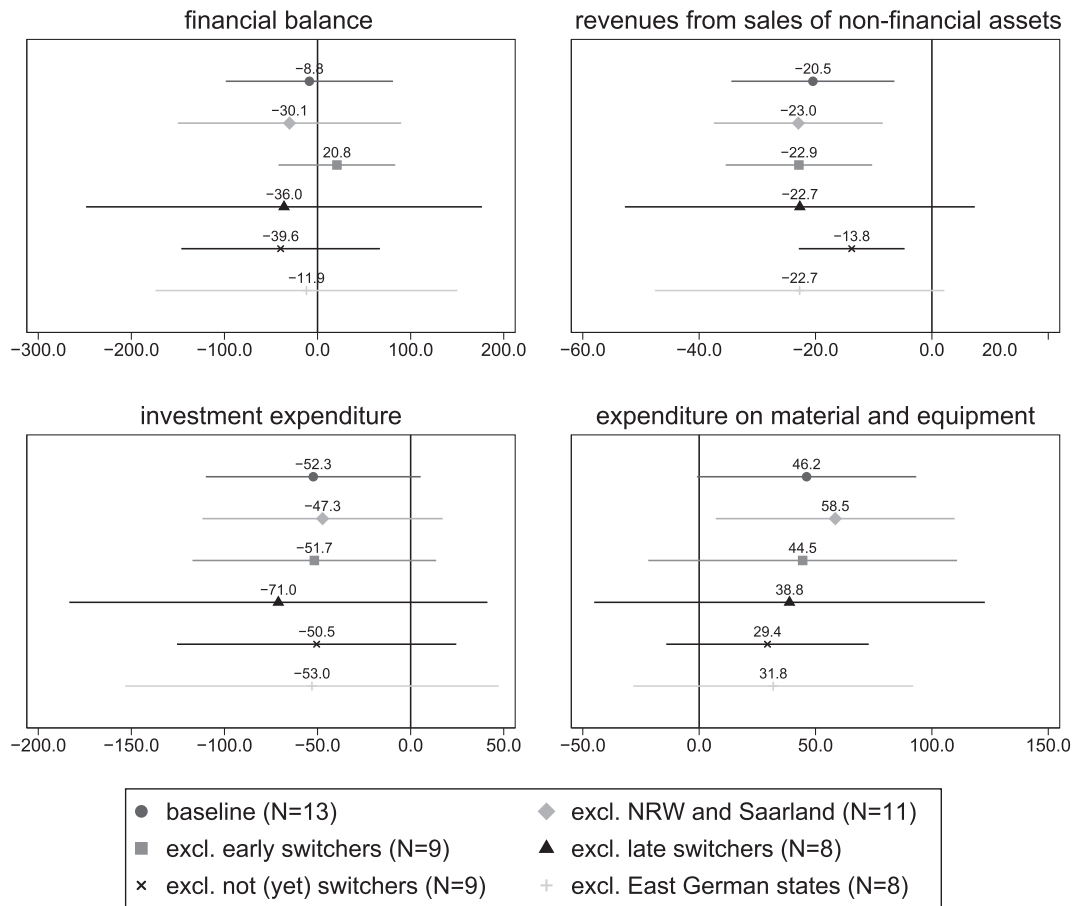 financial balance
−8.8
−30.1
20.8
−36.0
−39.6
−11.9
−300.0 −200.0 −100.0 0.0 100.0 200.0
revenues from sales of non-financial assets
−20.5
−23.0
−22.9
−22.7
−13.8
−22.7
−60.0 −40.0 −20.0 0.0 20.0
investment expenditure
−52.3
−47.3
−51.7
−71.0
−50.5
−53.0
−200.0 −150.0 −100.0 −50.0 0.0 50.0
expenditure on material and equipment
46.2
58.5
44.5
38.8
29.4
31.8
−50.0 0.0 50.0 100.0 150.0
baseline (N=13) excl. NRW and Saarland (N=11)
excl. early switchers (N=9) excl. late switchers (N=8)
excl. not (yet) switchers (N=9) excl. East German states (N=8)